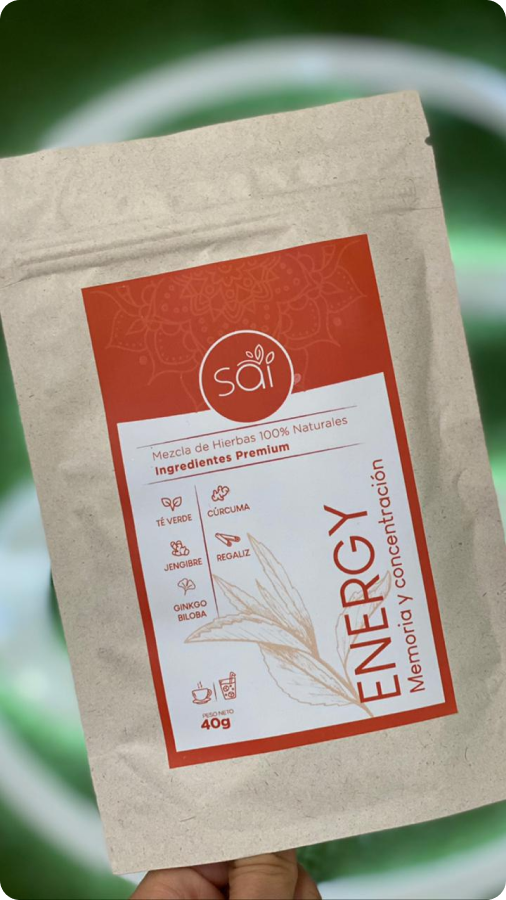 sai
Mezcla de Hierbas 100% Naturales
Ingredientes Premium
TÉ VERDE
JENGIBRE
GINKGO
BILOBA
CÚRCUMA
REGALIZ
ENERGY
Memoria y concentración
PESO NETO
40g